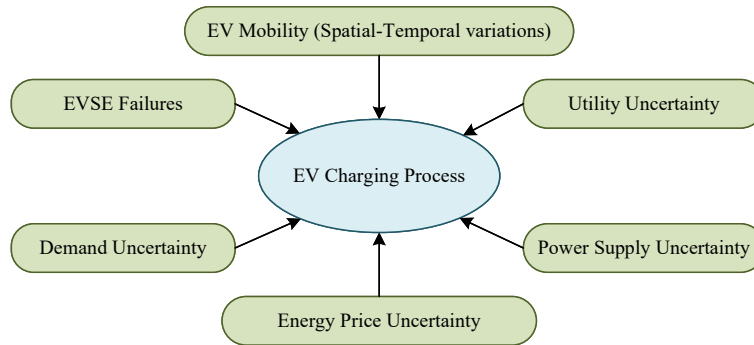 EV Mobility (Spatial-Temporal variations)
EVSE Failures
Utility Uncertainty
EV Charging Process
Demand Uncertainty
Power Supply Uncertainty
Energy Price Uncertainty